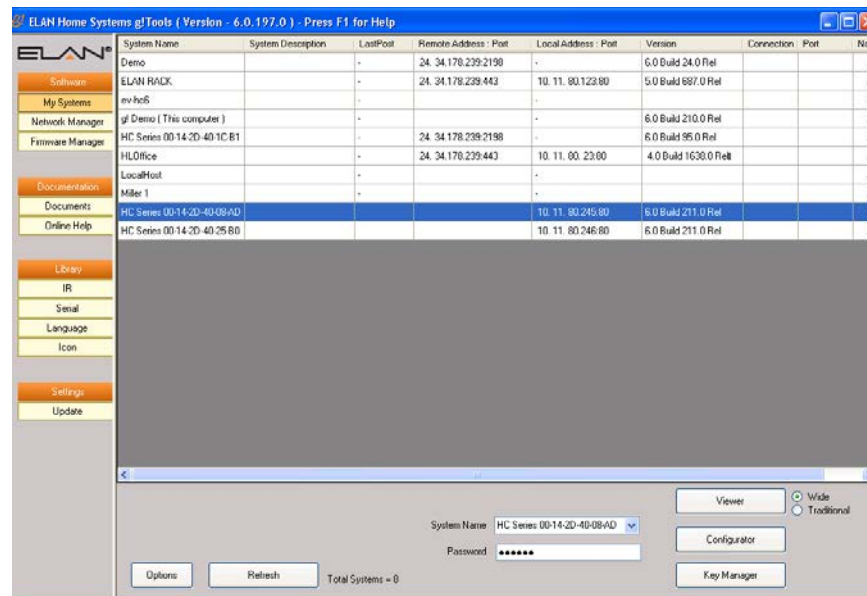 ELAN Home Systems g!Tools ( Version - 6.0.197.0 ) - Press F1 for Help
ELAN®
Software
My Systems
Network Manager
Firmware Manager
Documentation
Documents
Online Help
Library
IR
Serial
Language
Icon
Settings
Update
System Name System Description LastPost Remote Address : Port Local Address : Port Version Connection Port
Demo - 24. 34.178.239:2198 - 6.0 Build 24.0 Rel
ELAN RACK - 24. 34.178.239:443 10. 11. 80.123:80 5.0 Build 687.0 Rel
ev-hc6 - -
g! Demo ( This computer ) - - 6.0 Build 210.0 Rel
HC Series 00-14-2D-40-1C-B1 - 24. 34.178.239:2198 - 6.0 Build 95.0 Rel
HLOffice - 24. 34.178.239:443 10. 11. 80. 23:80 4.0 Build 1638.0 Relt
LocalHost - -
Miller 1 - -
HC Series 00-14-2D-40-08-AD 10. 11. 80.245:80 6.0 Build 211.0 Rel
HC Series 00-14-2D-40-25-B0 10. 11. 80.246:80 6.0 Build 211.0 Rel
Viewer
Wide
Traditional
System Name HC Series 00-14-2D-40-08-AD
Configurator
Password ●●●●●●
Options Refresh Total Systems = 8 Key Manager